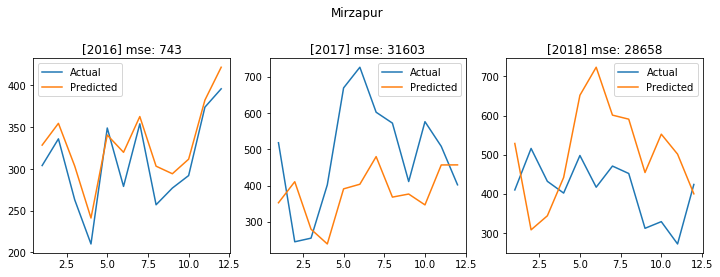 Mirzapur
[2016] mse: 743
Actual
Predicted
400
350
300
250
200
2.5 5.0 7.5 10.0 12.5
[2017] mse: 31603
Actual
Predicted
700
600
500
400
300
2.5 5.0 7.5 10.0 12.5
[2018] mse: 28658
Actual
Predicted
700
600
500
400
300
2.5 5.0 7.5 10.0 12.5